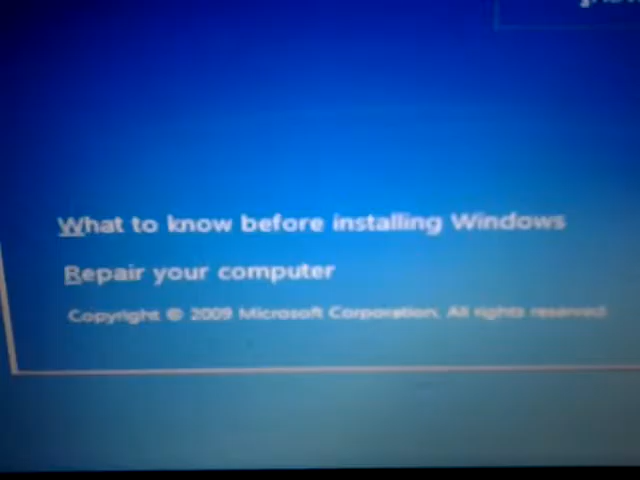 What to know before installing Windows
Repair your computer
Copyright © 2009 Microsoft Corporation. All rights reserved.